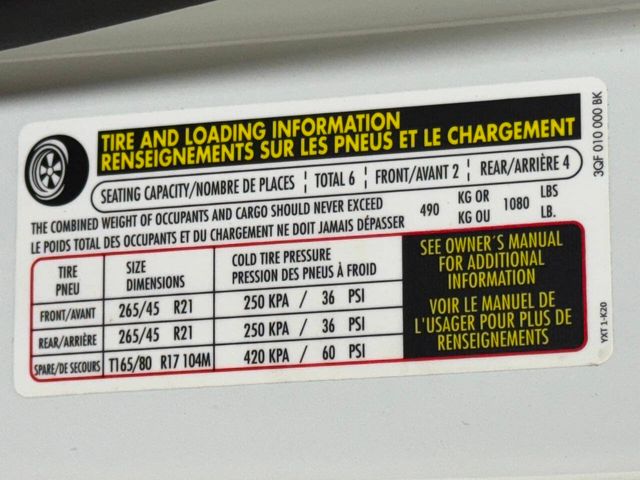 TIRE AND LOADING INFORMATION
RENSEIGNEMENTS SUR LES PNEUS ET LE CHARGEMENT
SEATING CAPACITY/NOMBRE DE PLACES ¦ TOTAL 6 ¦ FRONT/AVANT 2 ¦ REAR/ARRIÈRE 4
THE COMBINED WEIGHT OF OCCUPANTS AND CARGO SHOULD NEVER EXCEED 490 KG OR 1080 LBS
LE POIDS TOTAL DES OCCUPANTS ET DU CHARGEMENT NE DOIT JAMAIS DÉPASSER KG OU LB.
TIRE SIZE COLD TIRE PRESSURE
PNEU DIMENSIONS PRESSION DES PNEUS À FROID
FRONT/AVANT 265/45 R21 250 KPA / 36 PSI
REAR/ARRIÈRE 265/45 R21 250 KPA / 36 PSI
SPARE/DE SECOURS T165/80 R17 104M 420 KPA / 60 PSI
SEE OWNER´S MANUAL
FOR ADDITIONAL
INFORMATION
VOIR LE MANUEL DE
L'USAGER POUR PLUS DE
RENSEIGNEMENTS
3QF 010 000 BK
YXT 1-K20